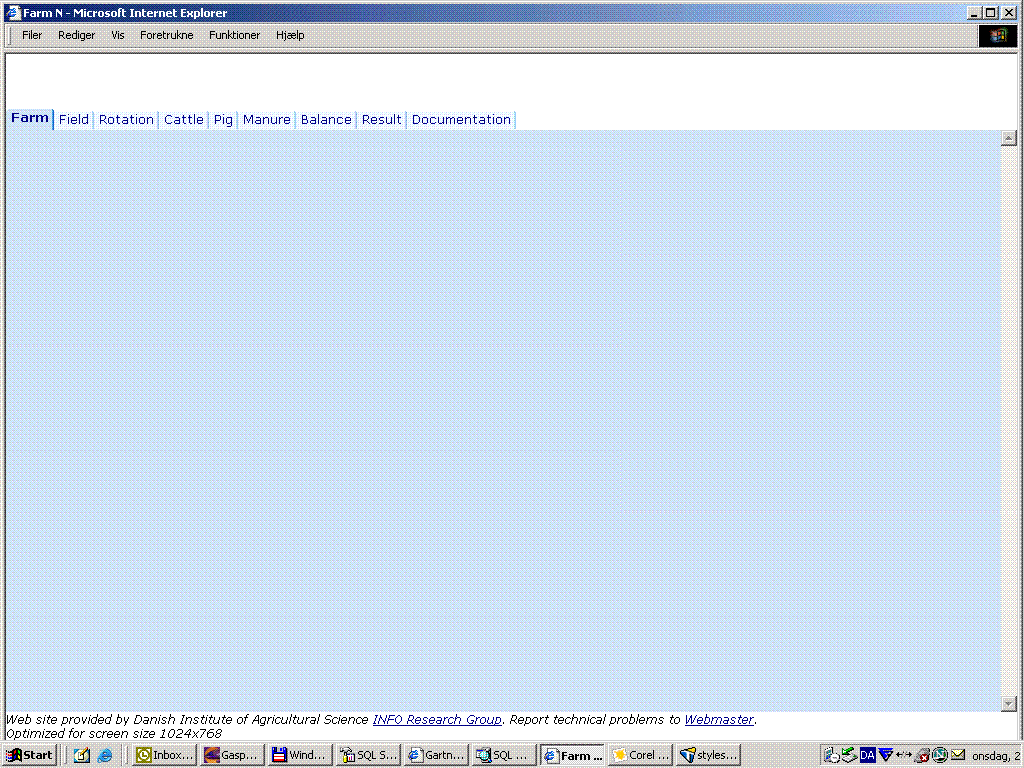 Farm N - Microsoft Internet Explorer
Filer Rediger Vis Foretrukne Funktioner Hjælp
Farm Field Rotation Cattle Pig Manure Balance Result Documentation
Web site provided by Danish Institute of Agricultural Science INFO Research Group. Report technical problems to Webmaster.
Optimized for screen size 1024x768
Start Inbox... Gasp... Wind... SQL S... Gartn... SQL ... Farm ... Corel ... styles... DA onsdag, 2